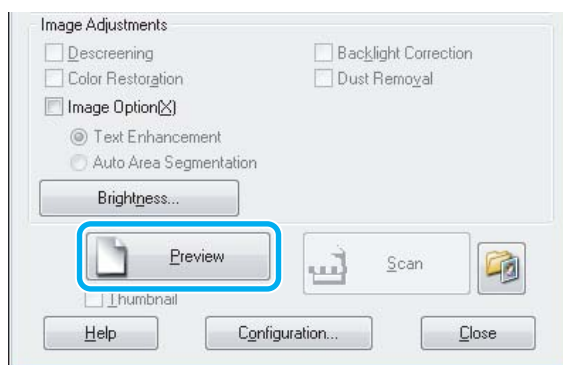 Image Adjustments
Descreening
Backlight Correction
Color Restoration
Dust Removal
Image Option(X)
Text Enhancement
Auto Area Segmentation
Brightness...
Preview
Scan
Thumbnail
Help
Configuration...
Close